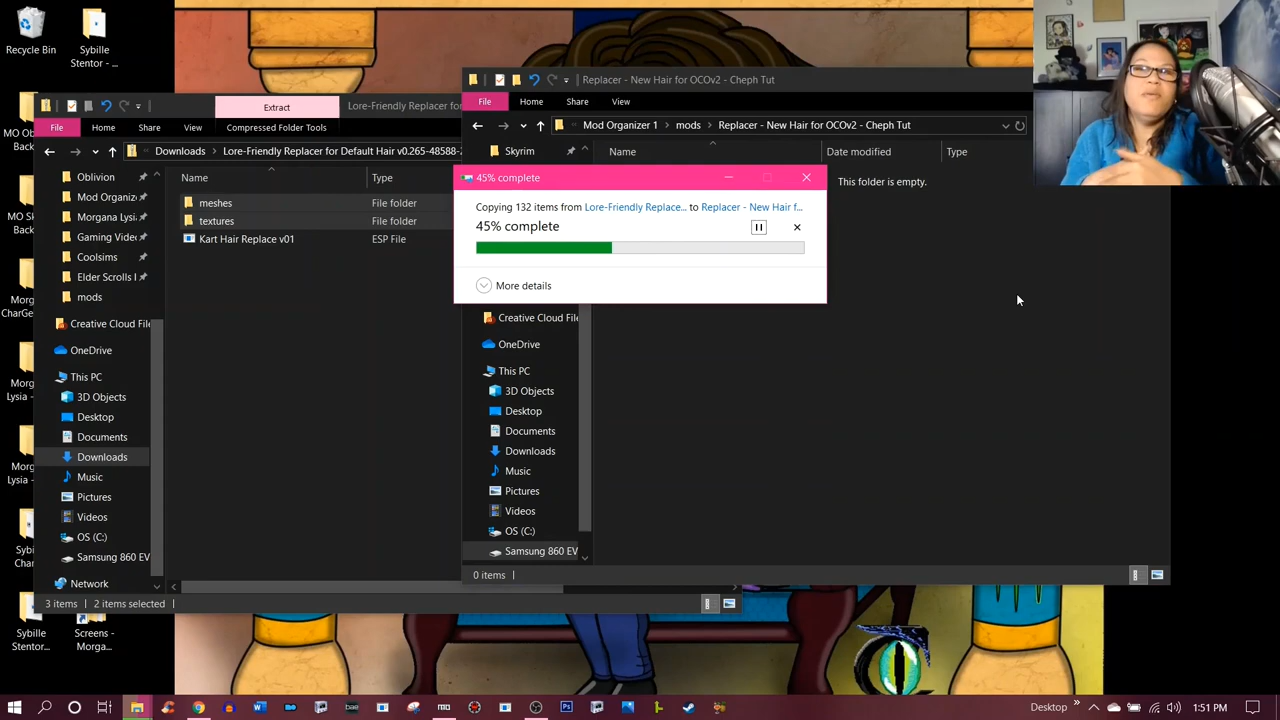 Recycle Bin
Sybille
Stentor - ...
Extract
Lore-Friendly Replacer for
File
Home
Share
View
Compressed Folder Tools
Downloads
Lore-Friendly Replacer for Default Hair v0.265-48588-2
Name
Type
meshes
File folder
textures
File folder
Kart Hair Replace v01
ESP File
Oblivion
Mod Organize
Morgana Lysia
Gaming Video
Coolsims
Elder Scrolls I
mods
Creative Cloud File
OneDrive
This PC
3D Objects
Desktop
Documents
Downloads
Music
Pictures
Videos
OS (C:)
Samsung 860 EV
Network
3 items
2 items selected
Replacer - New Hair for OCOv2 - Cheph Tut
File
Home
Share
View
Mod Organizer 1
mods
Replacer - New Hair for OCOv2 - Cheph Tut
Skyrim
Name
Date modified
Type
This folder is empty.
45% complete
Copying 132 items from Lore-Friendly Replace... to Replacer - New Hair f...
45% complete
More details
Creative Cloud File
OneDrive
This PC
3D Objects
Desktop
Documents
Downloads
Music
Pictures
Videos
OS (C:)
Samsung 860 EV
0 items
Screens -
Morga...
Sybille
Stentor...
Desktop
1:51 PM